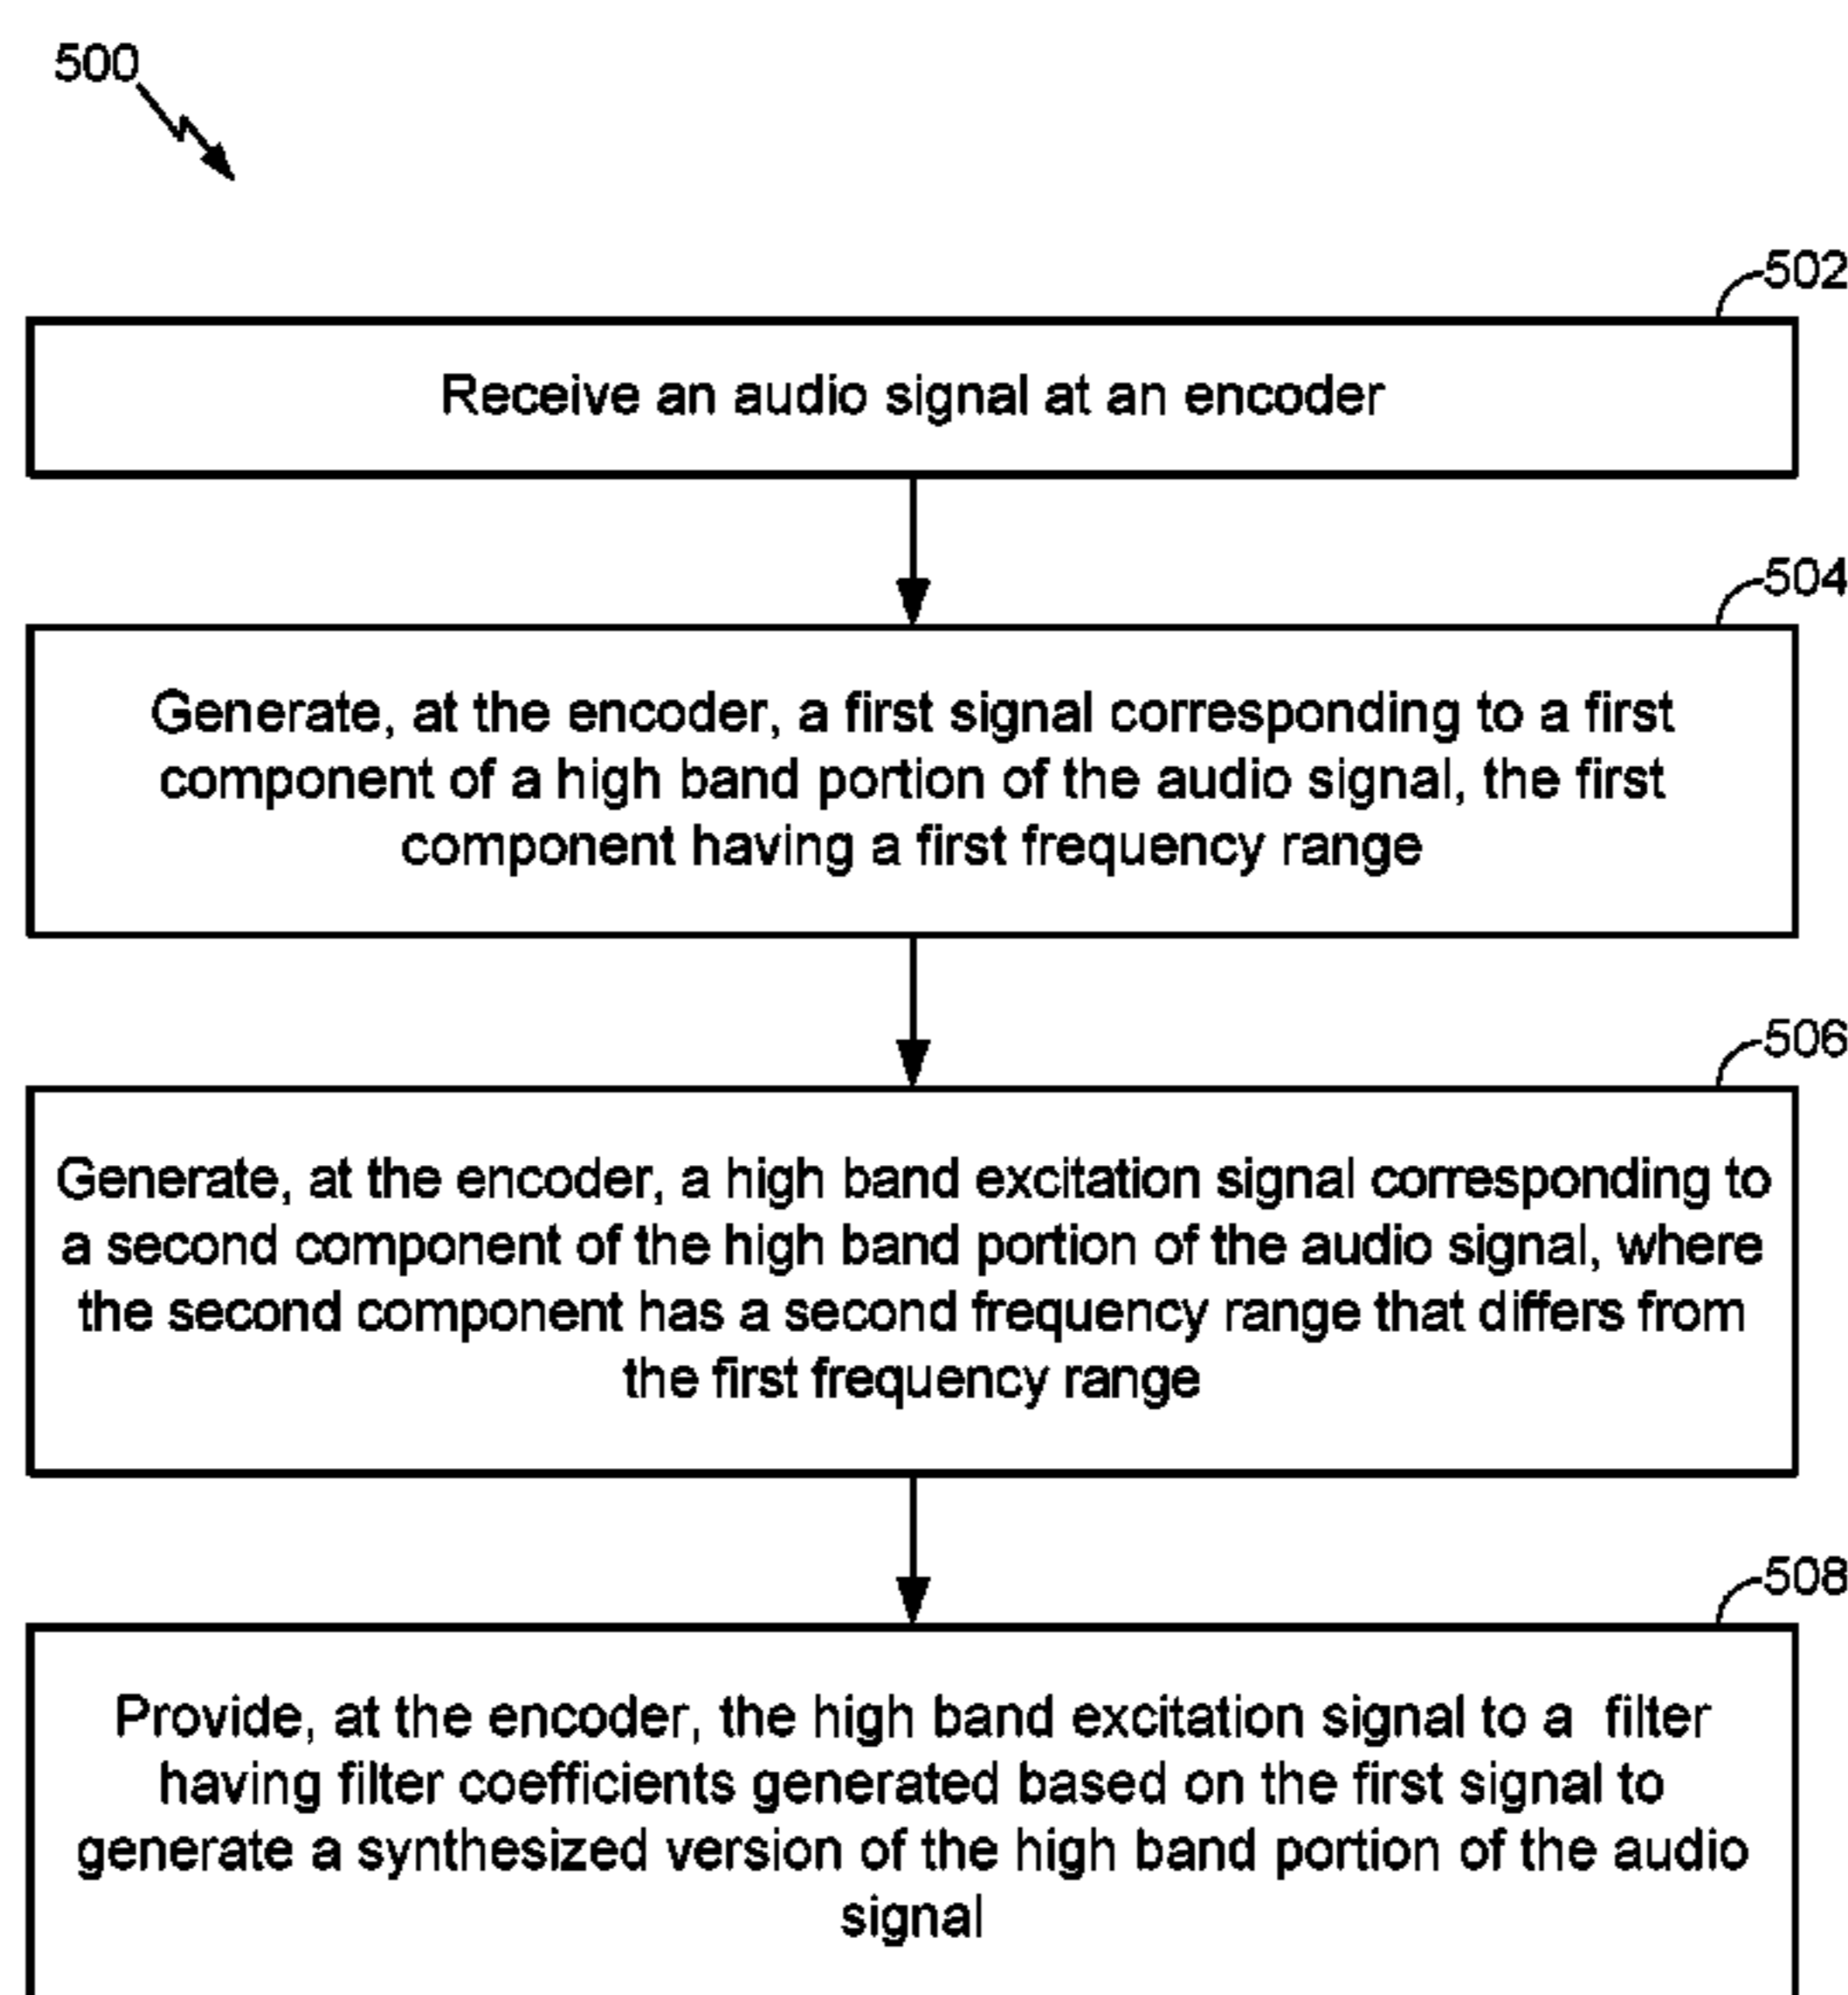 500
502
Receive an audio signal at an encoder
504
Generate, at the encoder, a first signal corresponding to a first
component of a high band portion of the audio signal, the first
component having a first frequency range
506
Generate, at the encoder, a high band excitation signal corresponding to
a second component of the high band portion of the audio signal, where
the second component has a second frequency range that differs from
the first frequency range
508
Provide, at the encoder, the high band excitation signal to a filter
having filter coefficients generated based on the first signal to
generate a synthesized version of the high band portion of the audio
signal